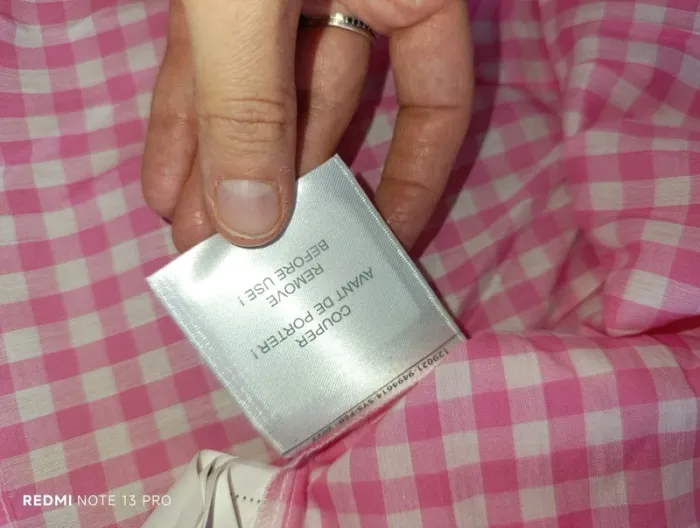 COUPER
AVANT DE PORTER !
REMOVE
BEFORE USE !
REDMI NOTE 13 PRO